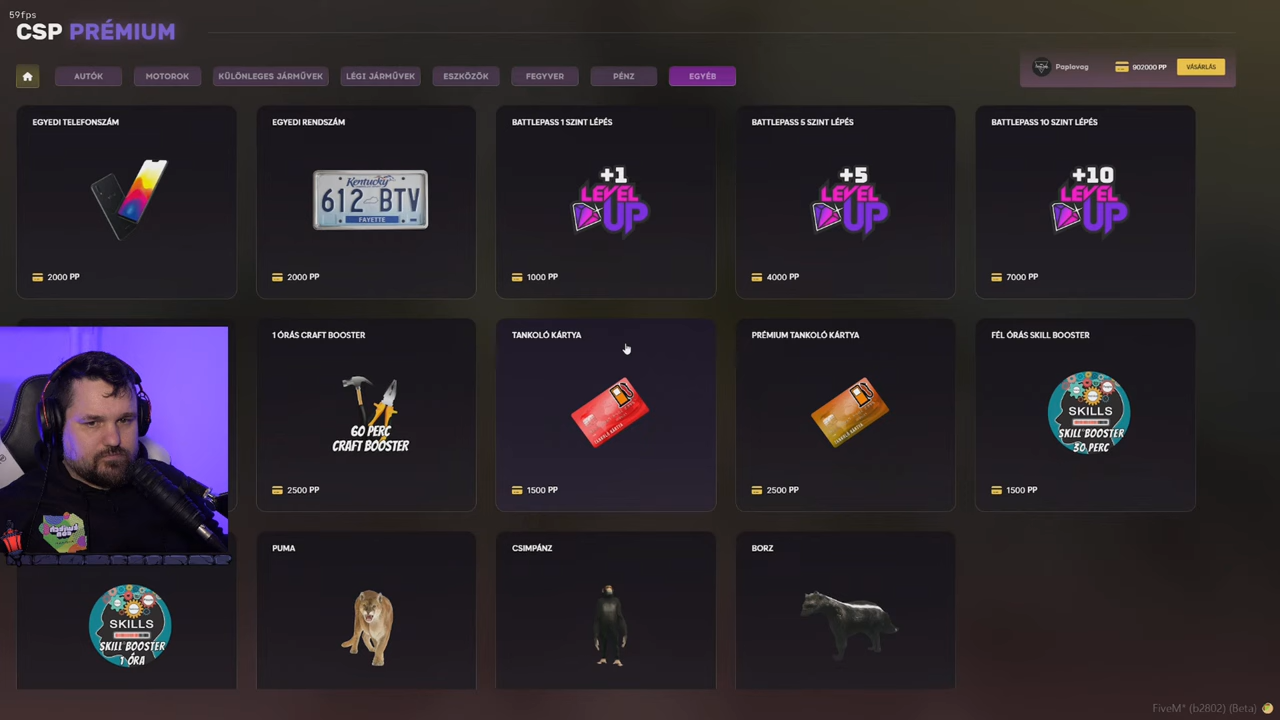 59fps
CSP PRÉMIUM
AUTÓK
MOTOROK
KÜLÖNLEGES JÁRMŰVEK
LÉGI JÁRMŰVEK
ESZKÖZÖK
FEGYVER
PÉNZ
EGYÉB
Paplovag
902000 PP
VÁSÁRLÁS
EGYEDI TELEFONSZÁM
2000 PP
EGYEDI RENDSZÁM
Kentucky
612 BTV
FAYETTE
2000 PP
BATTLEPASS 1 SZINT LÉPÉS
+1
LEVEL
UP
1000 PP
BATTLEPASS 5 SZINT LÉPÉS
+5
LEVEL
UP
4000 PP
BATTLEPASS 10 SZINT LÉPÉS
+10
LEVEL
UP
7000 PP
1 ÓRÁS CRAFT BOOSTER
60 PERC
CRAFT BOOSTER
2500 PP
TANKOLÓ KÁRTYA
TANKOLÓ KÁRTYA
1500 PP
PRÉMIUM TANKOLÓ KÁRTYA
TANKOLÓ KÁRTYA
2500 PP
FÉL ÓRÁS SKILL BOOSTER
SKILLS
SKILL BOOSTER
30 PERC
1500 PP
SKILLS
SKILL BOOSTER
1 ÓRA
PUMA
CSIMPÁNZ
BORZ
FiveM* (b2802) (Beta)